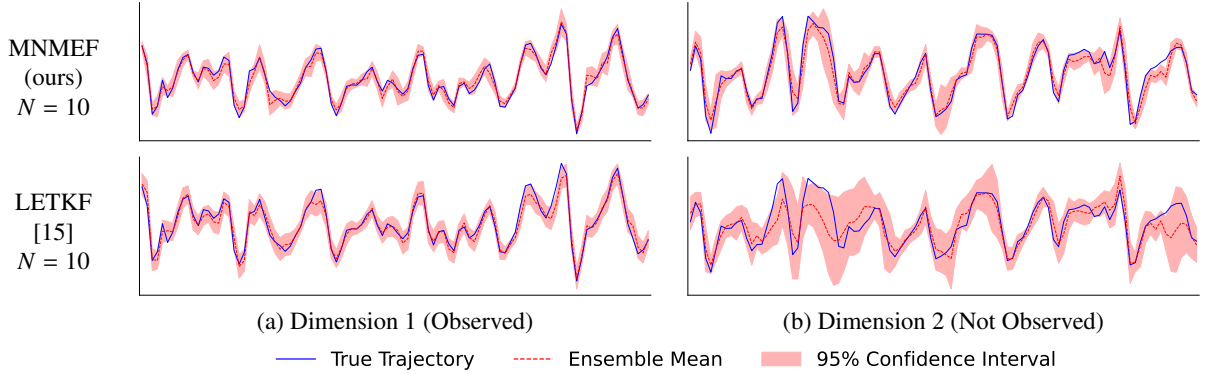 MNMEF
(ours)
N = 10
LETKF
[15]
N = 10
(a) Dimension 1 (Observed)
(b) Dimension 2 (Not Observed)
True Trajectory
Ensemble Mean
95% Confidence Interval